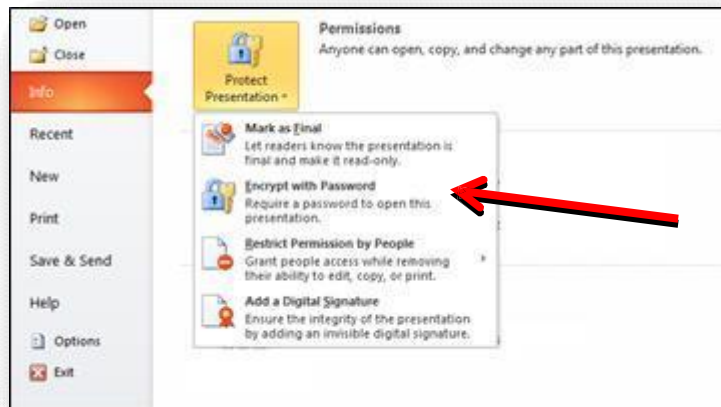 Open
Close
Info
Recent
New
Print
Save & Send
Help
Options
Exit
Protect
Presentation
Permissions
Anyone can open, copy, and change any part of this presentation.
Mark as Final
Let readers know the presentation is
final and make it read-only.
Encrypt with Password
Require a password to open this
presentation.
Restrict Permission by People
Grant people access while removing
their ability to edit, copy, or print.
Add a Digital Signature
Ensure the integrity of the presentation
by adding an invisible digital signature.